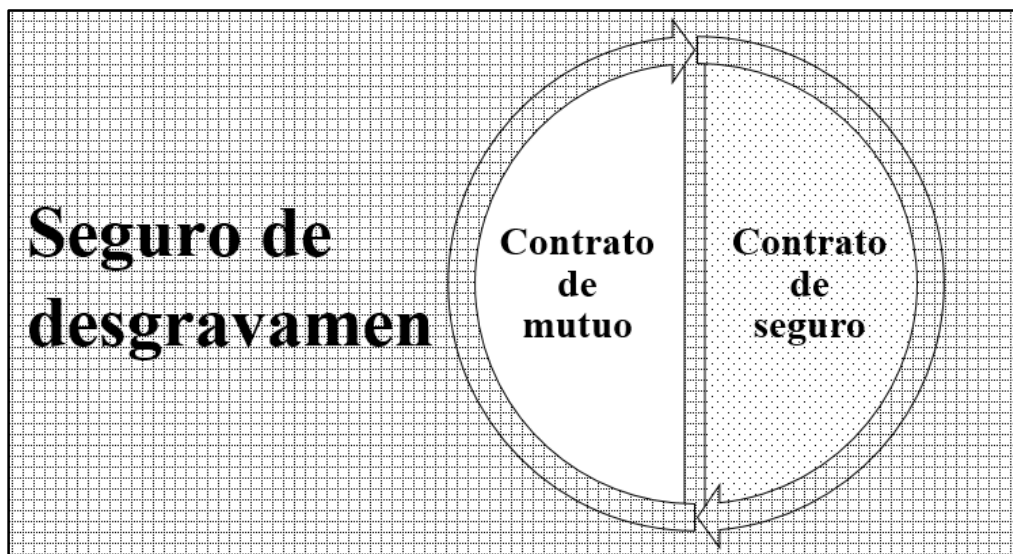 Seguro de
desgravamen
Contrato
de
mutuo
Contrato
de
seguro